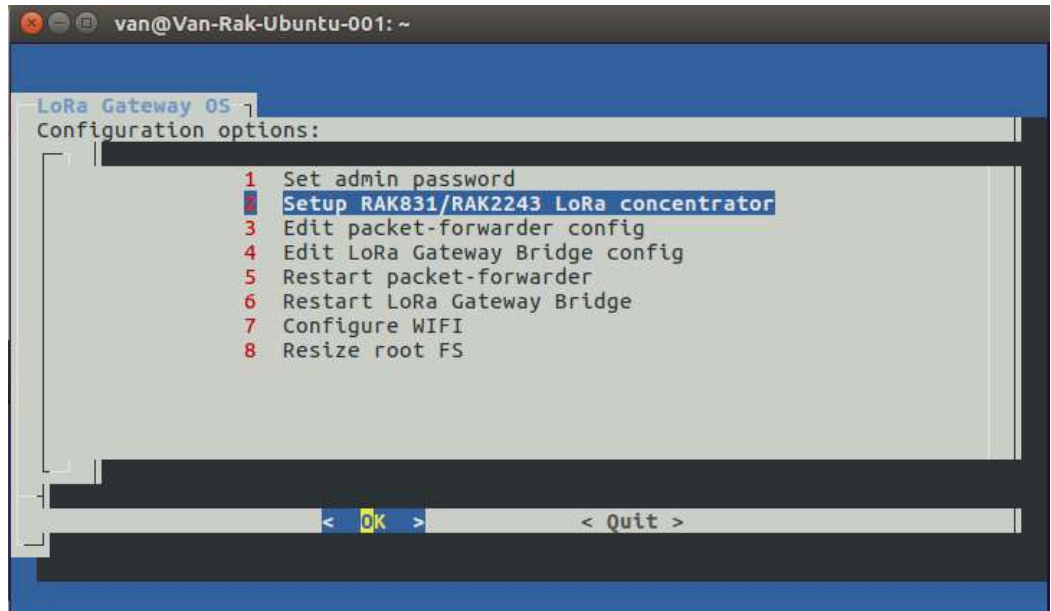 van@Van-Rak-Ubuntu-001: ~
LoRa Gateway OS
Configuration options:
1 Set admin password
2 Setup RAK831/RAK2243 LoRa concentrator
3 Edit packet-forwarder config
4 Edit LoRa Gateway Bridge config
5 Restart packet-forwarder
6 Restart LoRa Gateway Bridge
7 Configure WIFI
8 Resize root FS
< OK > < Quit >